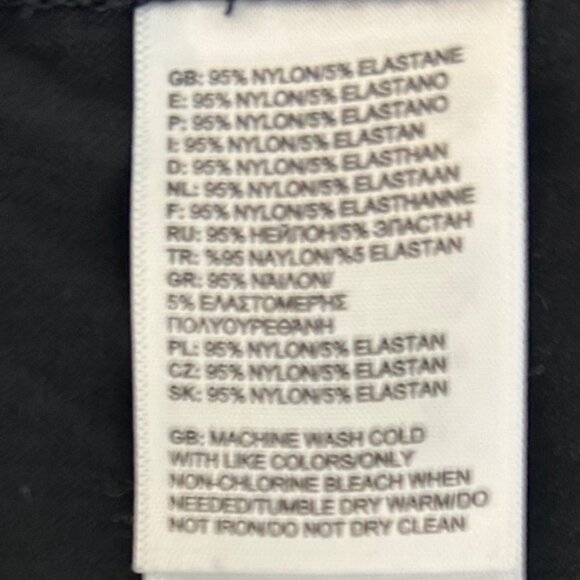 GB: 95% NYLON/5% ELASTANE
E: 95% NYLON/5% ELASTANO
P: 95% NYLON/5% ELASTANO
I: 95% NYLON/5% ELASTAN
D: 95% NYLON/5% ELASTHAN
NL: 95% NYLON/5% ELASTAAN
F: 95% NYLON/5% ELASTHANNE
RU: 95% НЕЙЛОН/5% ЭЛАСТАН
TR: %95 NAYLON/%5 ELASTAN
GR: 95% ΝΑΙΛΟΝ/
5% ΕΛΑΣΤΟΜΕΡΗΣ
ΠΟΛΥΟΥΡΕΘΑΝΗ
PL: 95% NYLON/5% ELASTAN
CZ: 95% NYLON/5% ELASTAN
SK: 95% NYLON/5% ELASTAN
GB: MACHINE WASH COLD
WITH LIKE COLORS/ONLY
NON-CHLORINE BLEACH WHEN
NEEDED/TUMBLE DRY WARM/DO
NOT IRON/DO NOT DRY CLEAN